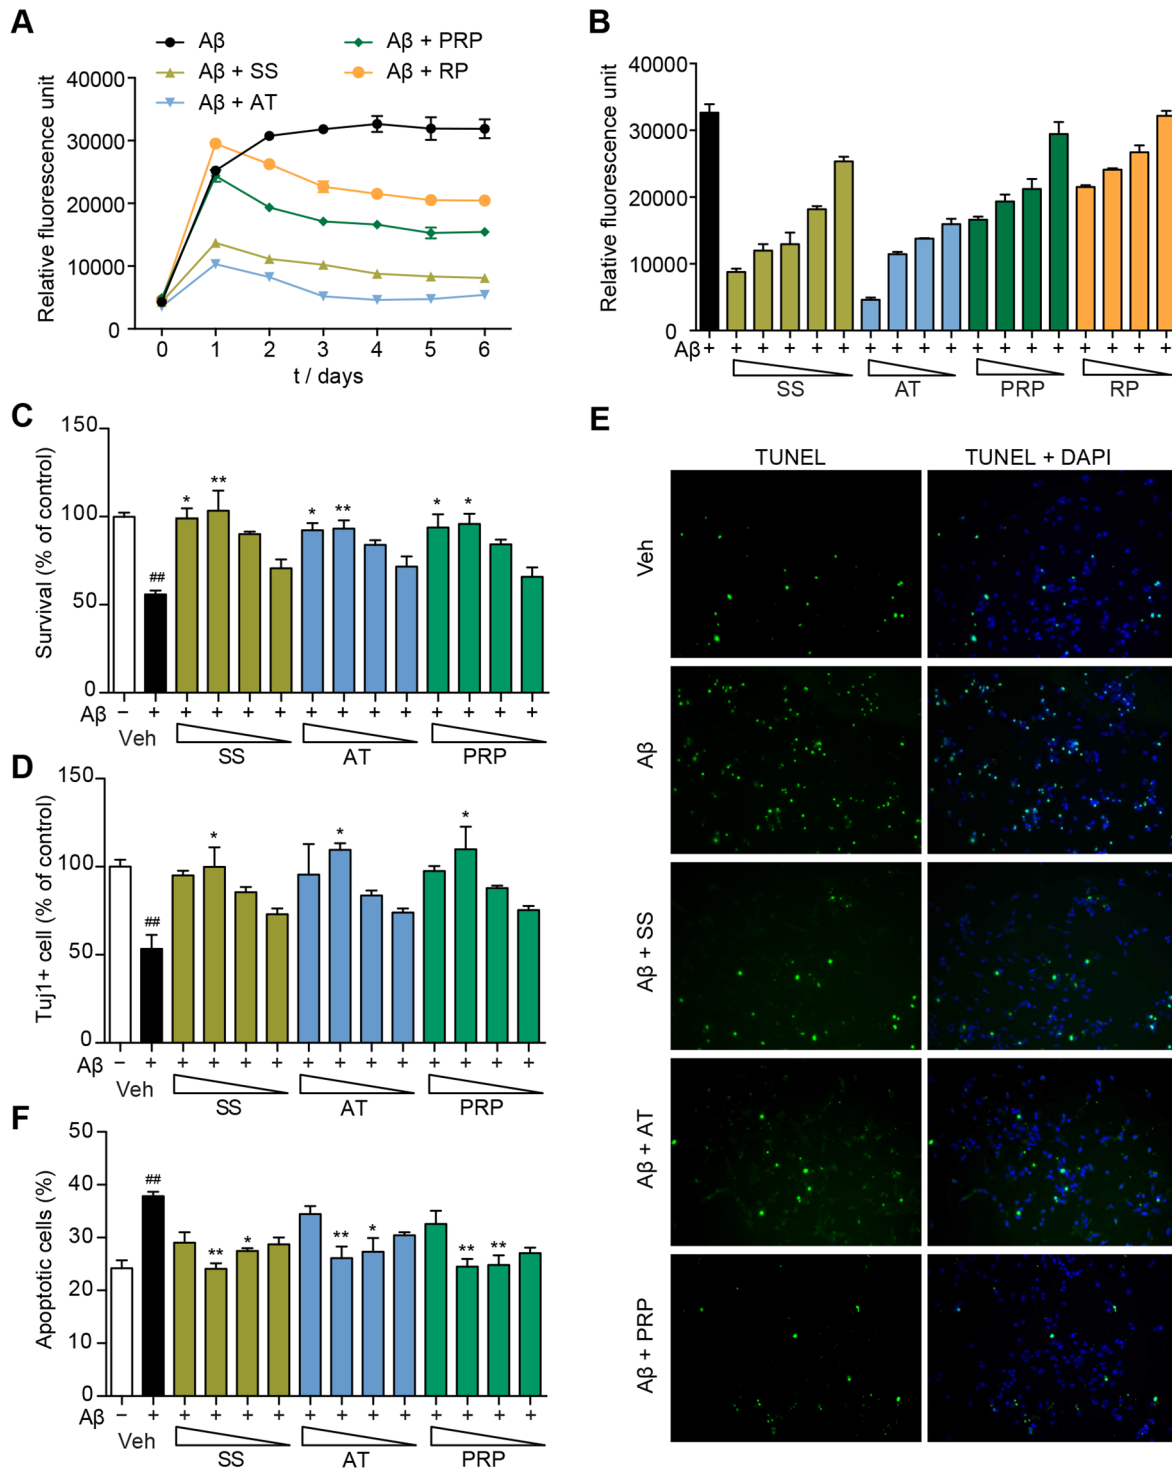 A
Aβ
Aβ + SS
Aβ + AT
Aβ + PRP
Aβ + RP
Relative fluorescence unit
40000
30000
20000
10000
0
0 1 2 3 4 5 6
t / days
B
Relative fluorescence unit
40000
30000
20000
10000
0
Aβ + + + + + + + + + + + + + + + + + +
SS AT PRP RP
C
Survival (% of control)
150
100
50
0
## * ** * ** * *
Aβ − + + + + + + + + + + + + +
Veh SS AT PRP
D
Tuj1+ cell (% of control)
150
100
50
0
## * * *
Aβ − + + + + + + + + + + + + +
Veh SS AT PRP
F
Apoptotic cells (%)
50
40
30
20
10
0
## ** * ** * ** **
Aβ − + + + + + + + + + + + + +
Veh SS AT PRP
E
TUNEL TUNEL + DAPI
Veh
Aβ
Aβ + SS
Aβ + AT
Aβ + PRP